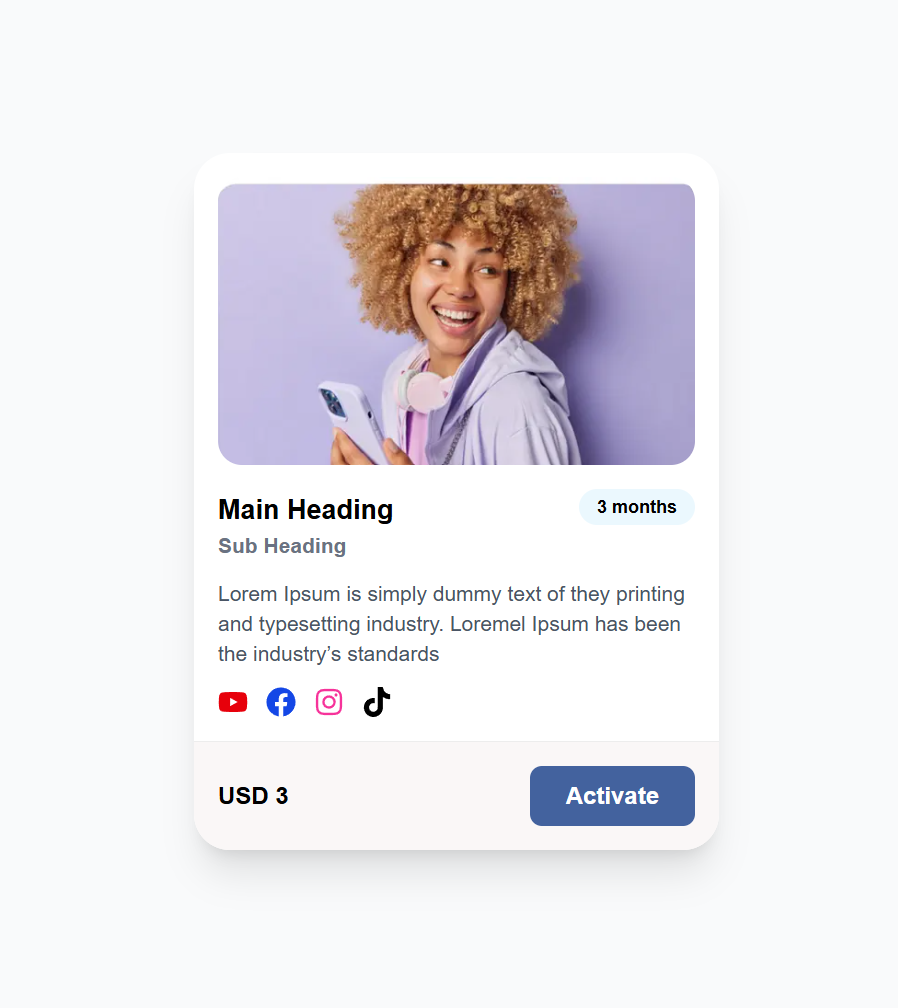 Main Heading
3 months
Sub Heading
Lorem Ipsum is simply dummy text of they printing
and typesetting industry. Loremel Ipsum has been
the industry’s standards
USD 3
Activate